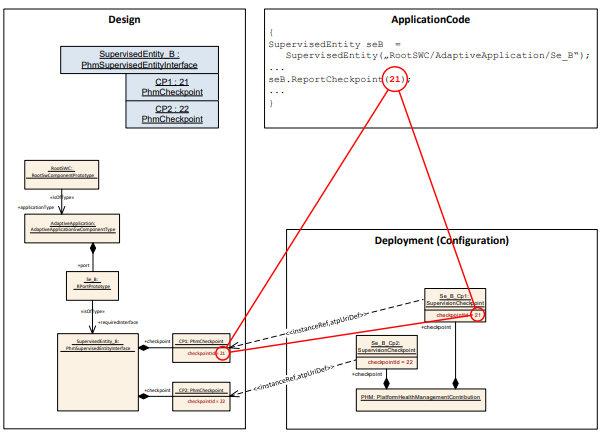 Design
SupervisedEntity_B :
PhmSupervisedEntityInterface
CP1 : 21
PhmCheckpoint
CP2 : 22
PhmCheckpoint
RootSWC:
RootSwComponentPrototype
«isOfType»
+applicationType
AdaptiveApplication:
AdaptiveApplicationSwComponentType
+port
Se_B:
RPortPrototype
«isOfType»
+requiredInterface
SupervisedEntity_B:
PhmSupervisedEntityInterface
+checkpoint
CP1: PhmCheckpoint
checkpointId = 21
+checkpoint
CP2: PhmCheckpoint
checkpointId = 22
ApplicationCode
{
SupervisedEntity seB =
SupervisedEntity(„RootSWC/AdaptiveApplication/Se_B“);
...
seB.ReportCheckpoint(21);
...
}
Deployment (Configuration)
Se_B_Cp1:
SupervisionCheckpoint
checkpointId = 21
<<instanceRef,atpUriDef>>
+checkpoint
Se_B_Cp2:
SupervisionCheckpoint
checkpointId = 22
<<instanceRef,atpUriDef>>
+checkpoint
PHM: PlatformHealthManagementContribution